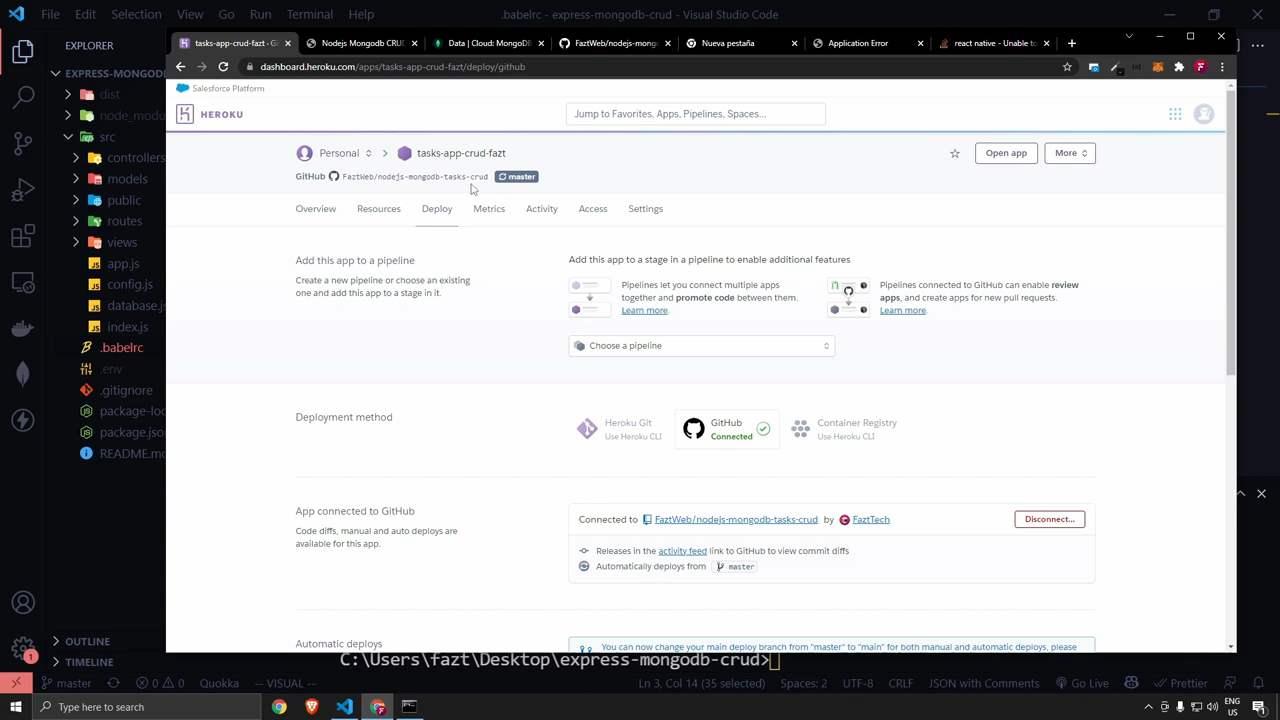 File Edit Selection View Go Run Terminal Help .babelrc - express-mongodb-crud - Visual Studio Code
EXPLORER
EXPRESS-MONGOD
dist
node_modu
src
controllers
models
public
routes
views
app.js
config.js
database.js
index.js
.babelrc
.env
.gitignore
package-loc
package.jso
README.md
OUTLINE
TIMELINE
tasks-app-crud-fazt - G
Nodejs Mongodb CRUD
Data | Cloud: MongoDB
FaztWeb/nodejs-mongo
Nueva pestaña
Application Error
react native - Unable to
dashboard.heroku.com/apps/tasks-app-crud-fazt/deploy/github
Salesforce Platform
HEROKU
Jump to Favorites, Apps, Pipelines, Spaces...
Personal
tasks-app-crud-fazt
Open app
More
GitHub FaztWeb/nodejs-mongodb-tasks-crud master
Overview Resources Deploy Metrics Activity Access Settings
Add this app to a pipeline
Create a new pipeline or choose an existing
one and add this app to a stage in it.
Add this app to a stage in a pipeline to enable additional features
Pipelines let you connect multiple apps
together and promote code between them.
Learn more.
Pipelines connected to GitHub can enable review
apps, and create apps for new pull requests.
Learn more.
Choose a pipeline
Deployment method
Heroku Git
Use Heroku CLI
GitHub
Connected
Container Registry
Use Heroku CLI
App connected to GitHub
Code diffs, manual and auto deploys are
available for this app.
Connected to FaztWeb/nodejs-mongodb-tasks-crud by FaztTech
Disconnect...
Releases in the activity feed link to GitHub to view commit diffs
Automatically deploys from master
Automatic deploys
You can now change your main deploy branch from "master" to "main" for both manual and automatic deploys, please
C:\Users\fazt\Desktop\express-mongodb-crud>
1
master 0 0 Quokka -- VISUAL -- Ln 3, Col 14 (35 selected) Spaces: 2 UTF-8 CRLF JSON with Comments Go Live Prettier
Type here to search
ENG
US